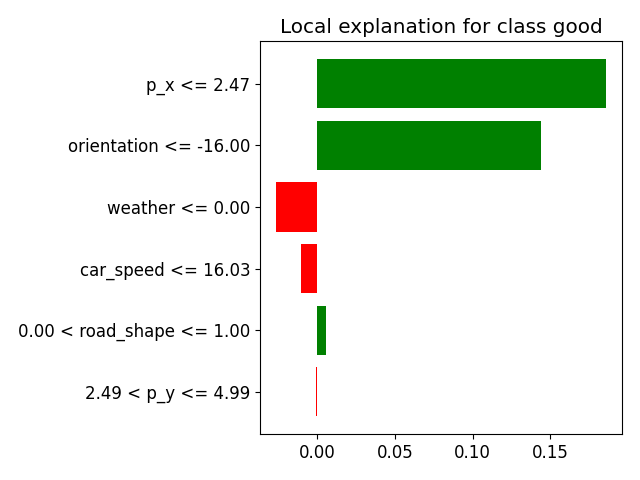 Local explanation for class good
p_x <= 2.47
orientation <= -16.00
weather <= 0.00
car_speed <= 16.03
0.00 < road_shape <= 1.00
2.49 < p_y <= 4.99
0.00 0.05 0.10 0.15